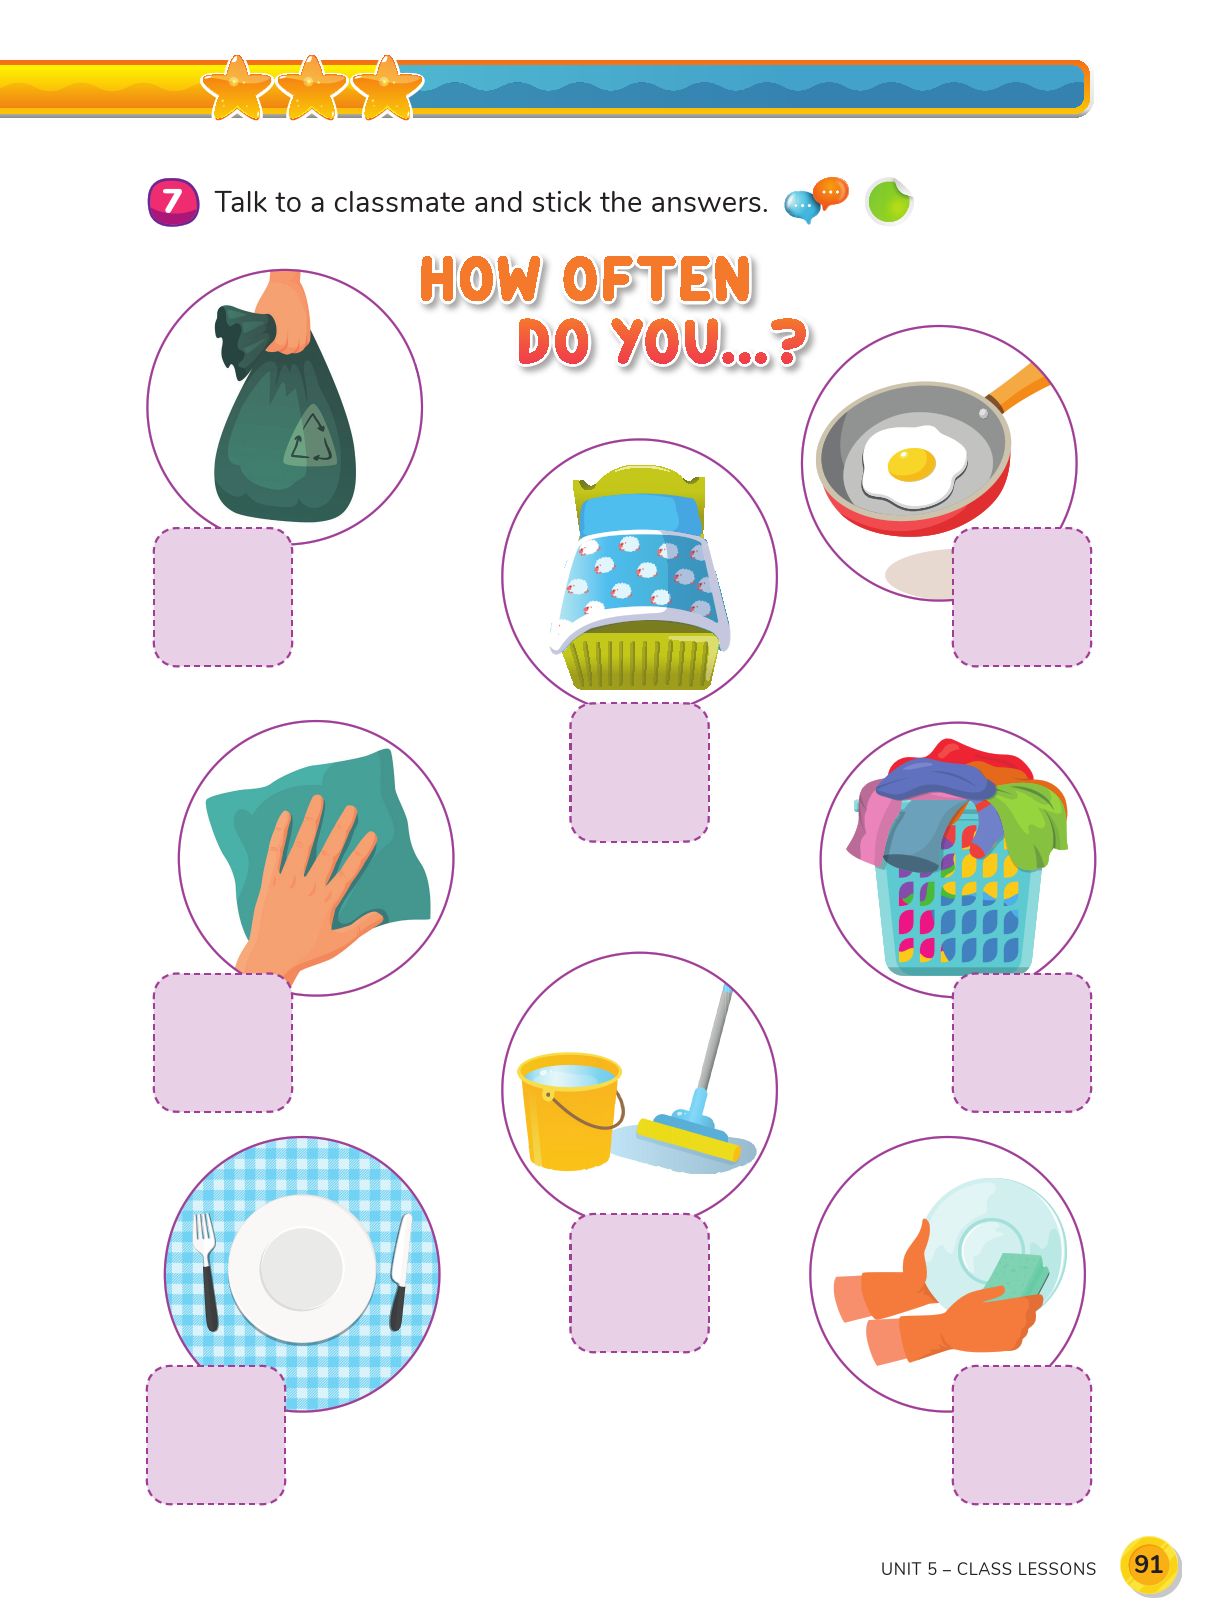 7 Talk to a classmate and stick the answers.
HOW OFTEN
DO YOU...?
UNIT 5 – CLASS LESSONS 91